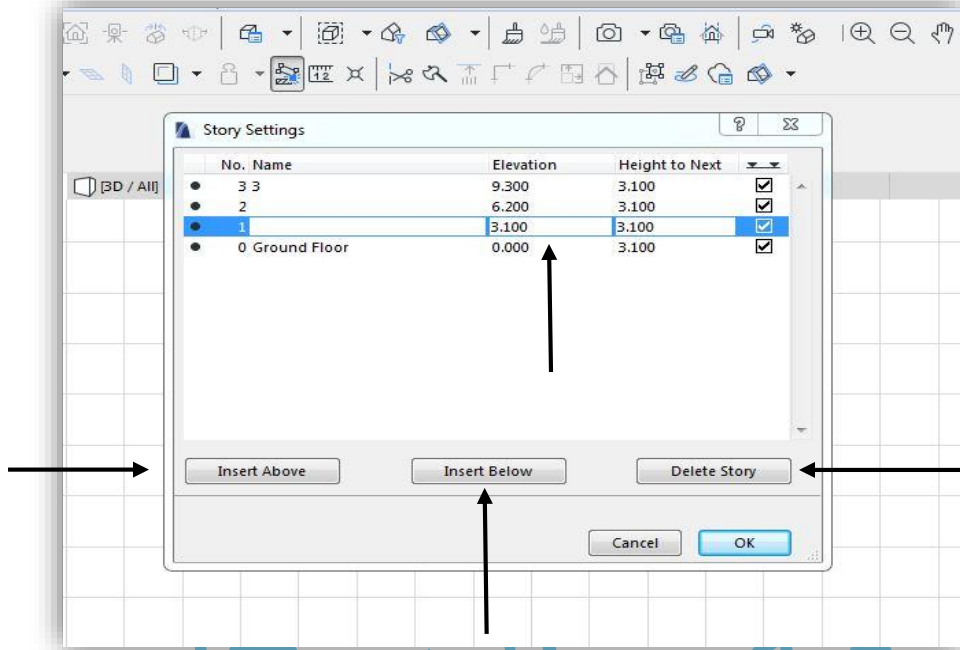 1 2
Story Settings
No. Name Elevation Height to Next
[3D / All]
3 3 9.300 3.100
2 6.200 3.100
1 3.100 3.100
0 Ground Floor 0.000 3.100
Insert Above Insert Below Delete Story
Cancel OK